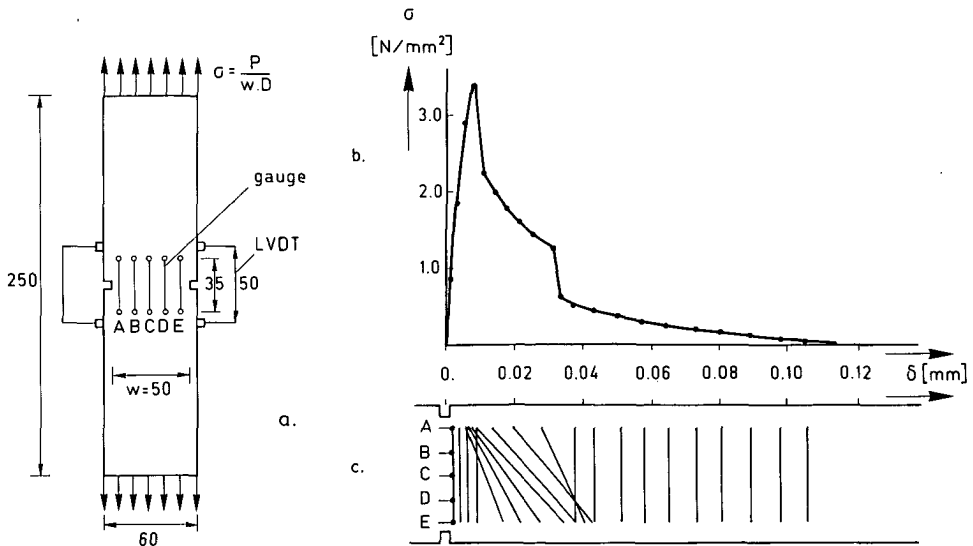 σ = P
w.D
gauge
LVDT
250
35
50
A B C D E
w=50
60
a.
σ
[N/mm²]
b.
3.0
2.0
1.0
0. 0.02 0.04 0.06 0.08 0.10 0.12 δ [mm]
c.
A
B
C
D
E